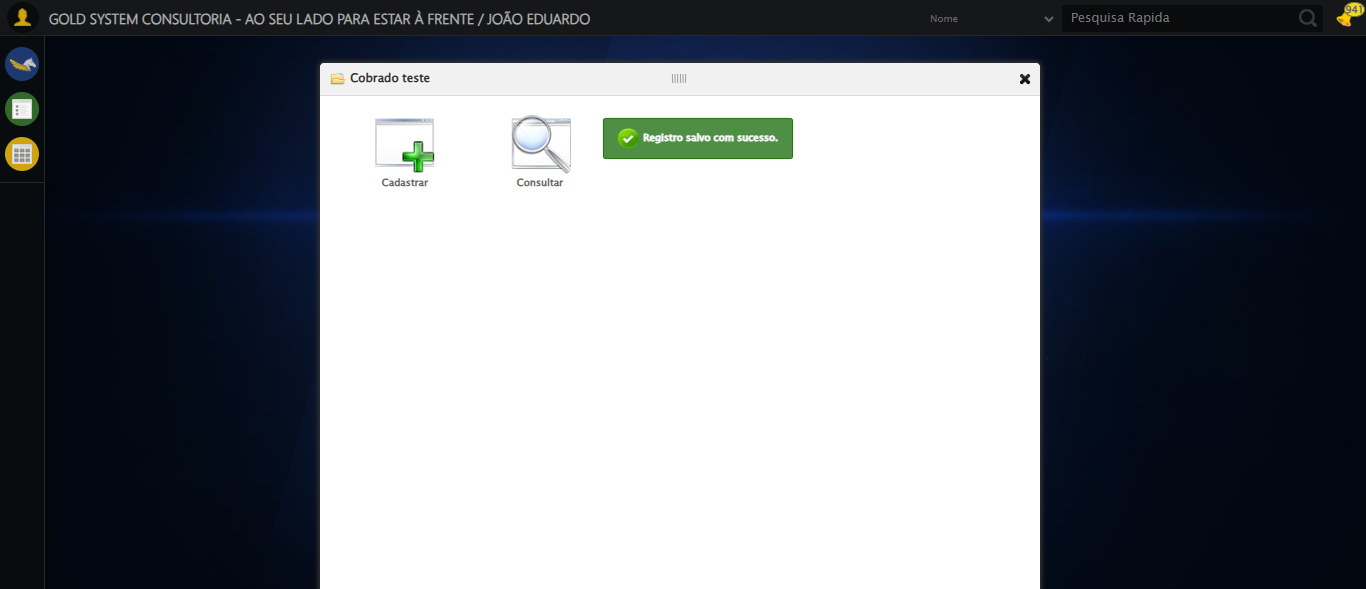 GOLD SYSTEM CONSULTORIA - AO SEU LADO PARA ESTAR À FRENTE / JOÃO EDUARDO
Nome
Pesquisa Rapida
941
Cobrado teste
Registro salvo com sucesso.
Cadastrar
Consultar